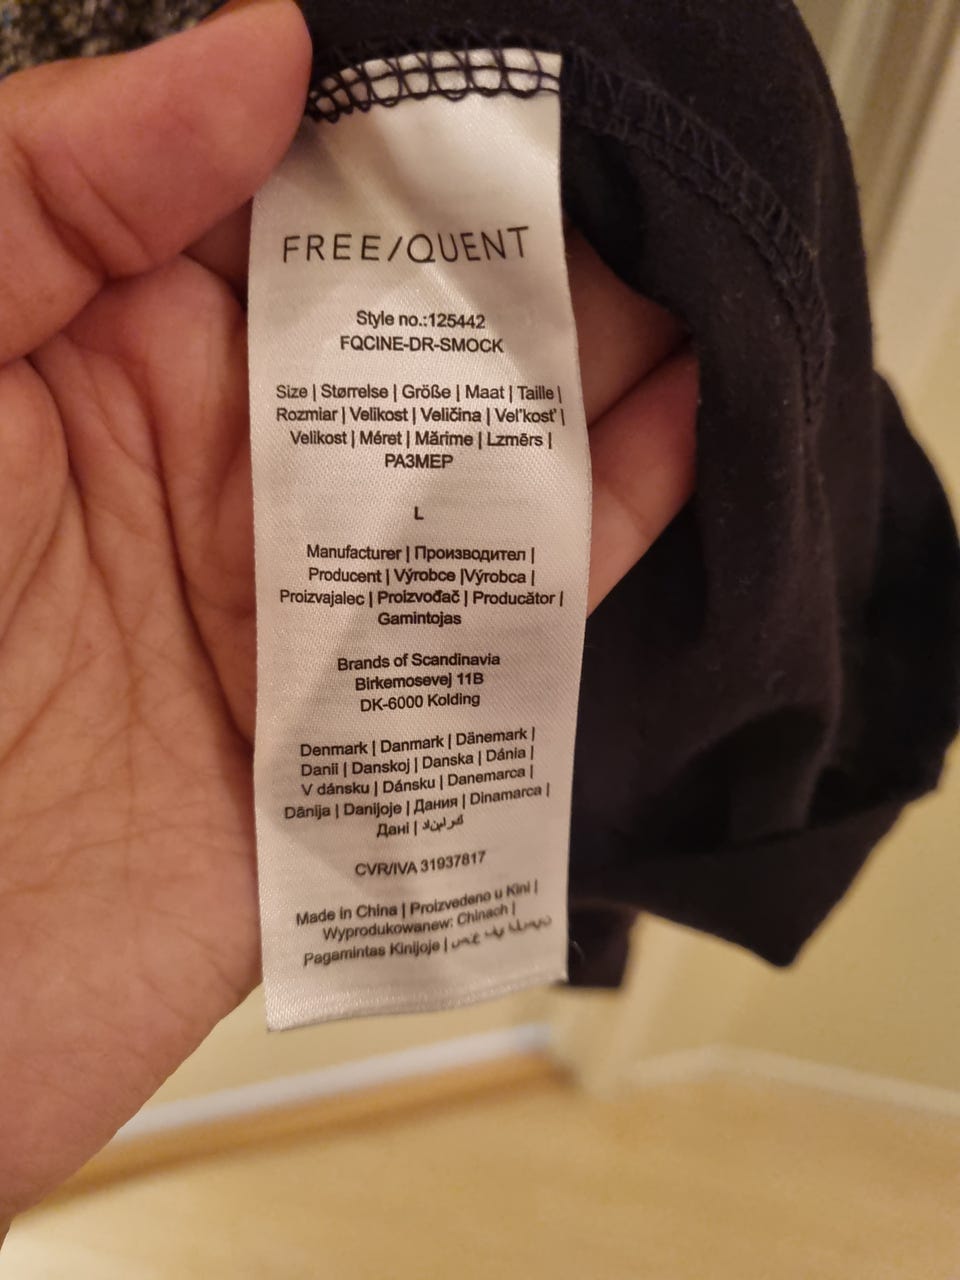 FREE/QUENT
Style no.:125442
FQCINE-DR-SMOCK
Size | Størrelse | Größe | Maat | Taille |
Rozmiar | Velikost | Veličina | Vel'kost' |
Velikost | Méret | Mărime | Lzmērs |
РАЗМЕР
L
Manufacturer | Производител |
Producent | Výrobce |Výrobca |
Proizvajalec | Proizvođač | Producător |
Gamintojas
Brands of Scandinavia
Birkemosevej 11B
DK-6000 Kolding
Denmark | Danmark | Dänemark |
Danii | Danskoj | Danska | Dánia |
V dánsku | Dánsku | Danemarca |
Dānija | Danijoje | Дания | Dinamarca |
Дані |
CVR/IVA 31937817
Made in China | Proizvedeno u Kini |
Wyprodukowanew: Chinach |
Pagamintas Kinijoje |